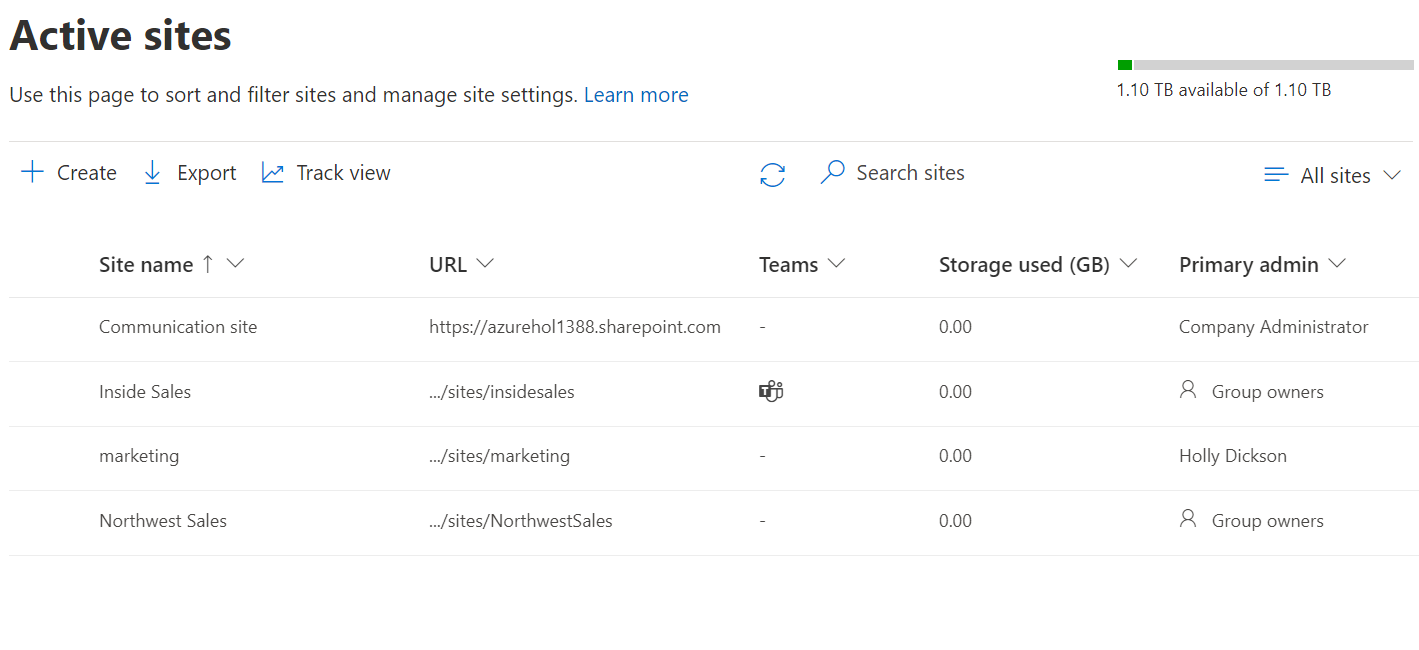 Active sites
1.10 TB available of 1.10 TB
Use this page to sort and filter sites and manage site settings. Learn more
Create Export Track view Search sites All sites
Site name URL Teams Storage used (GB) Primary admin
Communication site https://azurehol1388.sharepoint.com - 0.00 Company Administrator
Inside Sales .../sites/insidesales 0.00 Group owners
marketing .../sites/marketing - 0.00 Holly Dickson
Northwest Sales .../sites/NorthwestSales - 0.00 Group owners